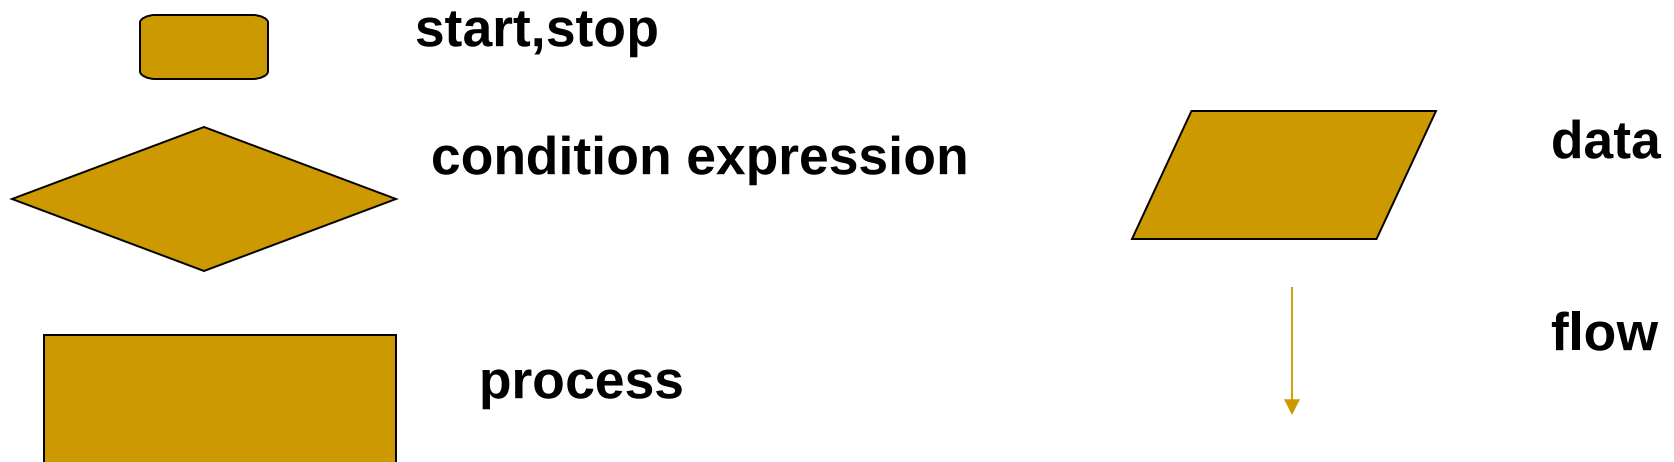 start,stop
condition expression
data
flow
process